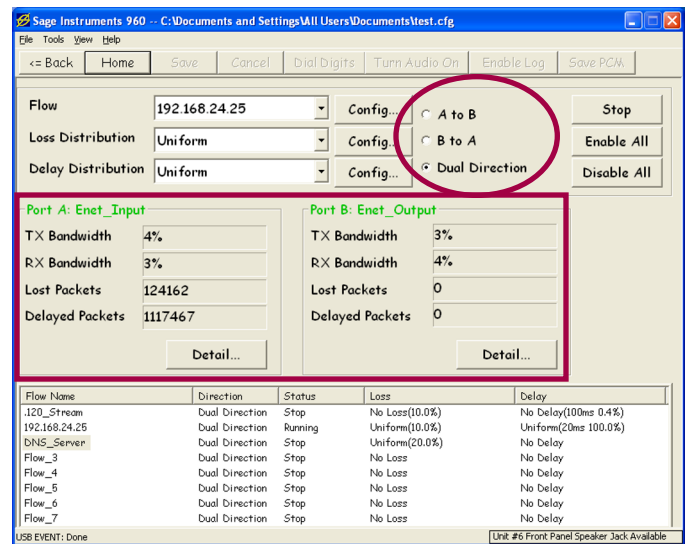 Sage Instruments 960 -- C:\Documents and Settings\All Users\Documents\test.cfg
File Tools View Help
<= Back Home Save Cancel Dial Digits Turn Audio On Enable Log Save PCM
Flow 192.168.24.25 Config... A to B Stop
Loss Distribution Uniform Config... B to A Enable All
Delay Distribution Uniform Config... Dual Direction Disable All
Port A: Enet_Input Port B: Enet_Output
TX Bandwidth 4% TX Bandwidth 3%
RX Bandwidth 3% RX Bandwidth 4%
Lost Packets 124162 Lost Packets 0
Delayed Packets 1117467 Delayed Packets 0
Detail... Detail...
Flow Name Direction Status Loss Delay
.120_Stream Dual Direction Stop No Loss(10.0%) No Delay(100ms 0.4%)
192.168.24.25 Dual Direction Running Uniform(10.0%) Uniform(20ms 100.0%)
DNS_Server Dual Direction Stop Uniform(20.0%) No Delay
Flow_3 Dual Direction Stop No Loss No Delay
Flow_4 Dual Direction Stop No Loss No Delay
Flow_5 Dual Direction Stop No Loss No Delay
Flow_6 Dual Direction Stop No Loss No Delay
Flow_7 Dual Direction Stop No Loss No Delay
USB EVENT: Done Unit #6 Front Panel Speaker Jack Available